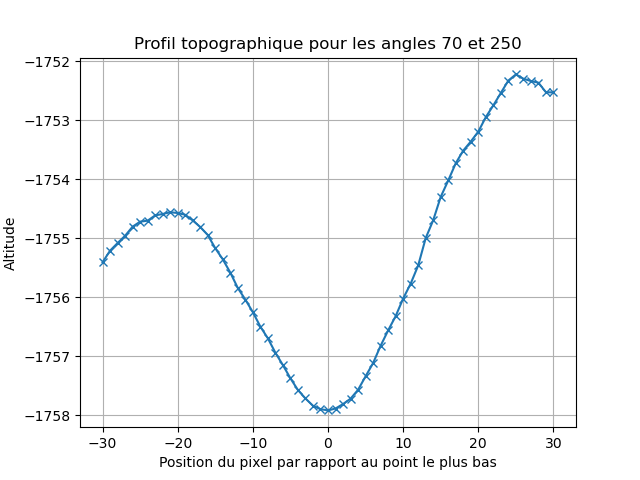 Profil topographique pour les angles 70 et 250
−1752
−1753
−1754
−1755
−1756
−1757
−1758
Altitude
−30 −20 −10 0 10 20 30
Position du pixel par rapport au point le plus bas